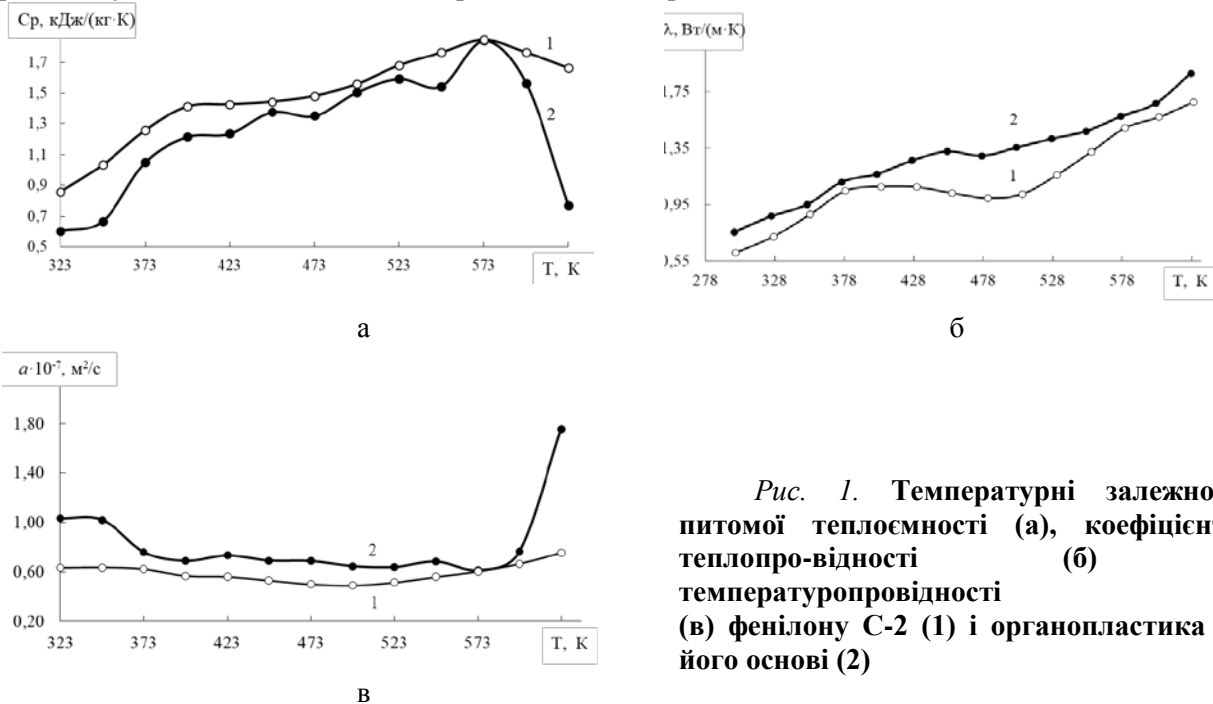 Ср, кДж/(кг·К)
1,7
1,5
1,3
1,1
0,9
0,7
0,5
323 373 423 473 523 573 Т, К
1
2
а
λ, Вт/(м·К)
1,75
1,35
0,95
0,55
278 328 378 428 478 528 578 Т, К
2
1
б
a·10⁻⁷, м²/с
1,80
1,40
1,00
0,60
0,20
323 373 423 473 523 573 Т, К
2
1
в
Рис. 1. Температурні залежно
питомої теплоємності (а), коефіцієнт
теплопро-відності (б)
температуропровідності
(в) фенілону С-2 (1) і органопластика
його основі (2)